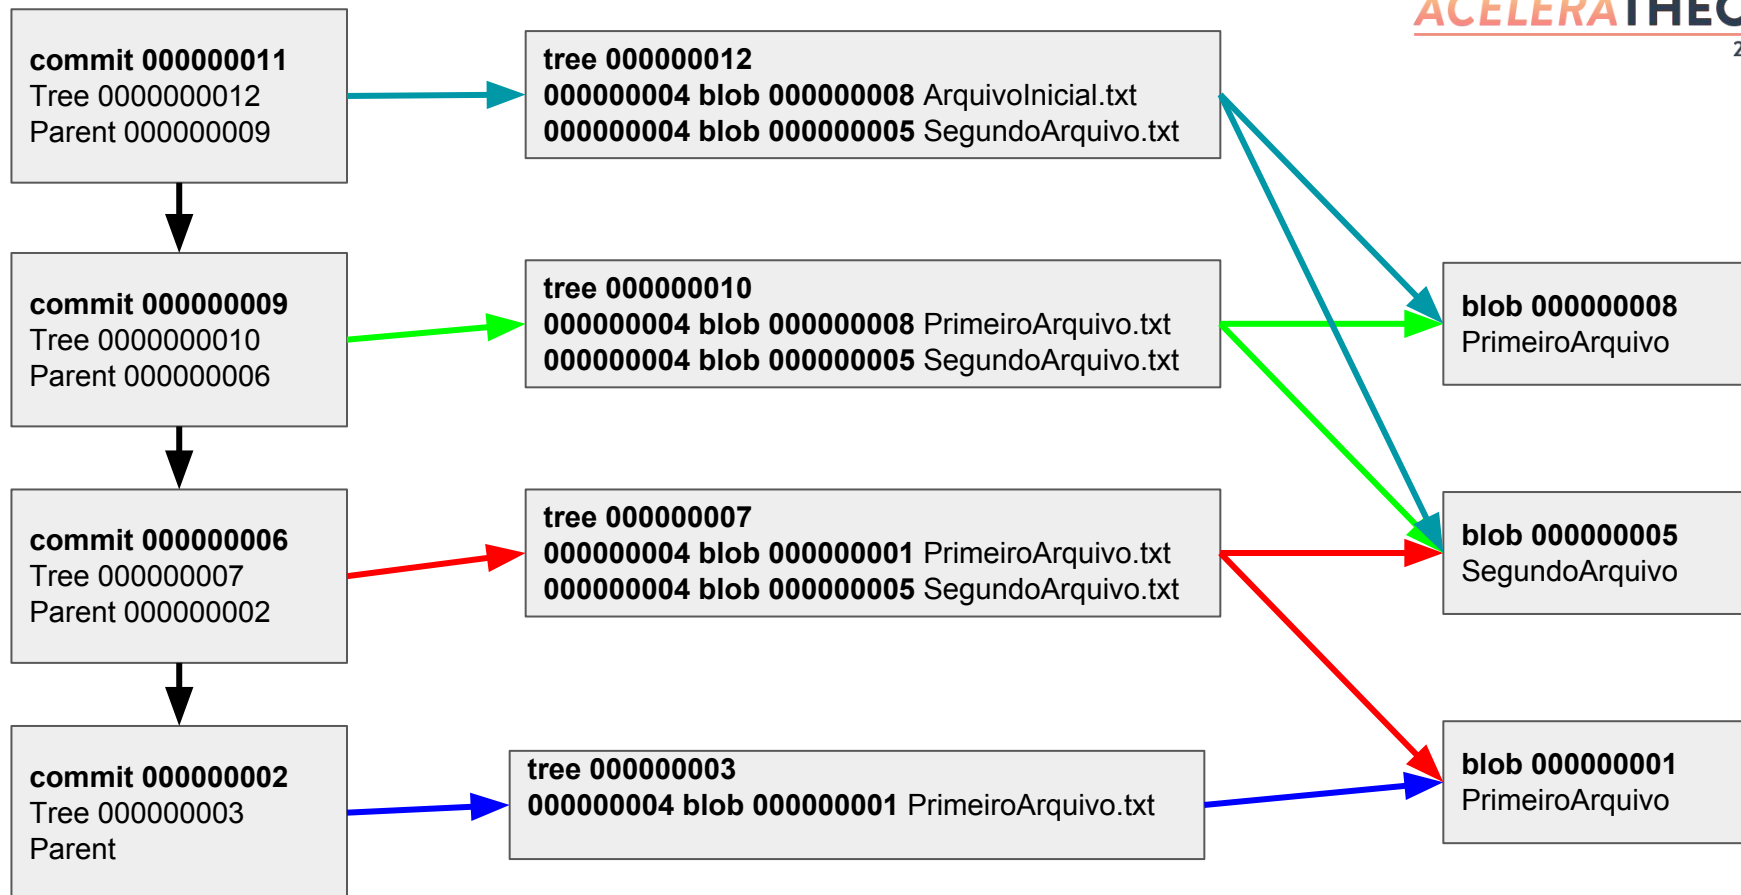 ACELERA
commit 000000011
Tree 0000000012
Parent 000000009
tree 000000012
000000004 blob 000000008 ArquivoInicial.txt
000000004 blob 000000005 SegundoArquivo.txt
commit 000000009
Tree 0000000010
Parent 000000006
tree 000000010
000000004 blob 000000008 PrimeiroArquivo.txt
000000004 blob 000000005 SegundoArquivo.txt
blob 000000008
PrimeiroArquivo
commit 000000006
Tree 000000007
Parent 000000002
tree 000000007
000000004 blob 000000001 PrimeiroArquivo.txt
000000004 blob 000000005 SegundoArquivo.txt
blob 000000005
SegundoArquivo
commit 000000002
Tree 000000003
Parent
tree 000000003
000000004 blob 000000001 PrimeiroArquivo.txt
blob 000000001
PrimeiroArquivo